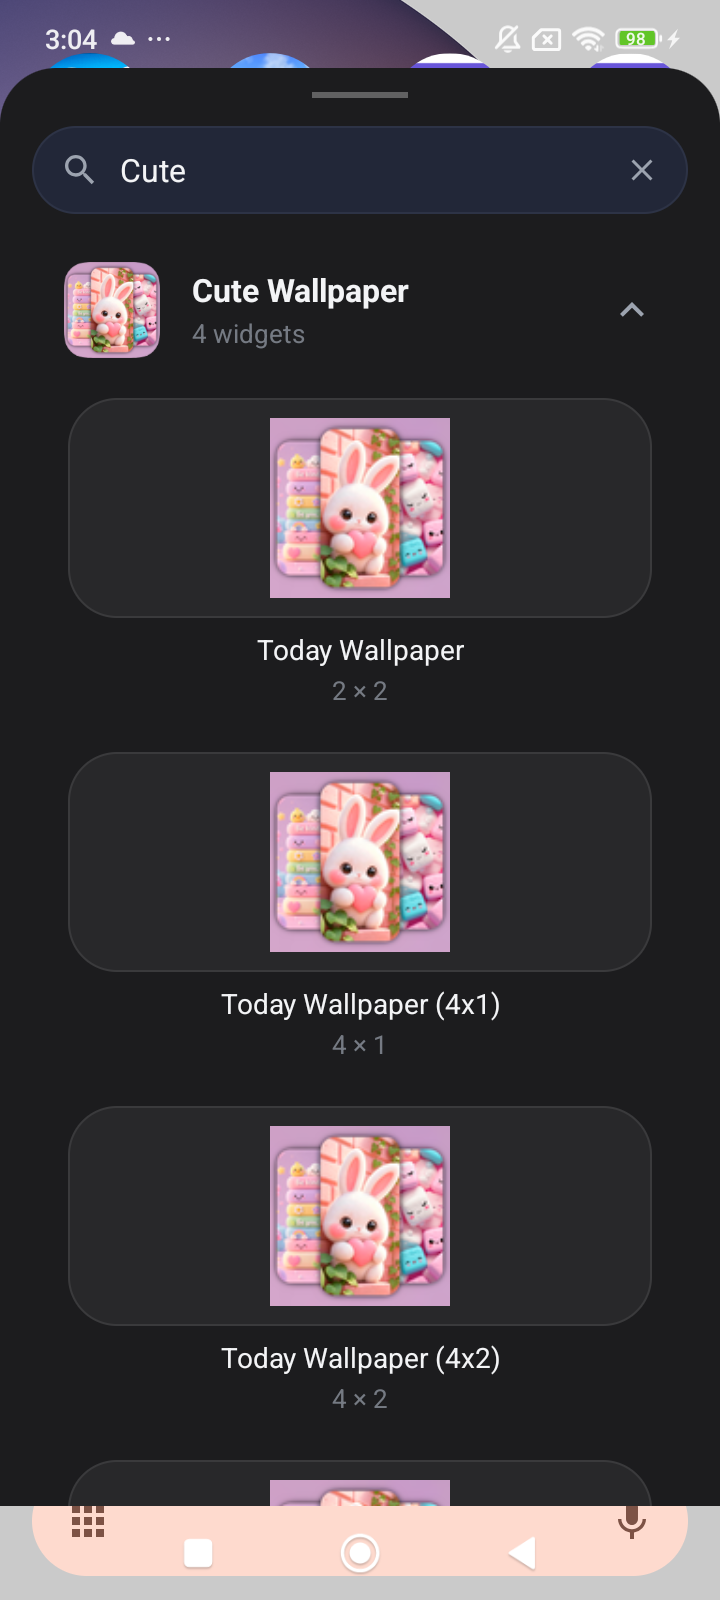 3:04
98
Cute
Cute Wallpaper
4 widgets
Today Wallpaper
2 × 2
Today Wallpaper (4x1)
4 × 1
Today Wallpaper (4x2)
4 × 2